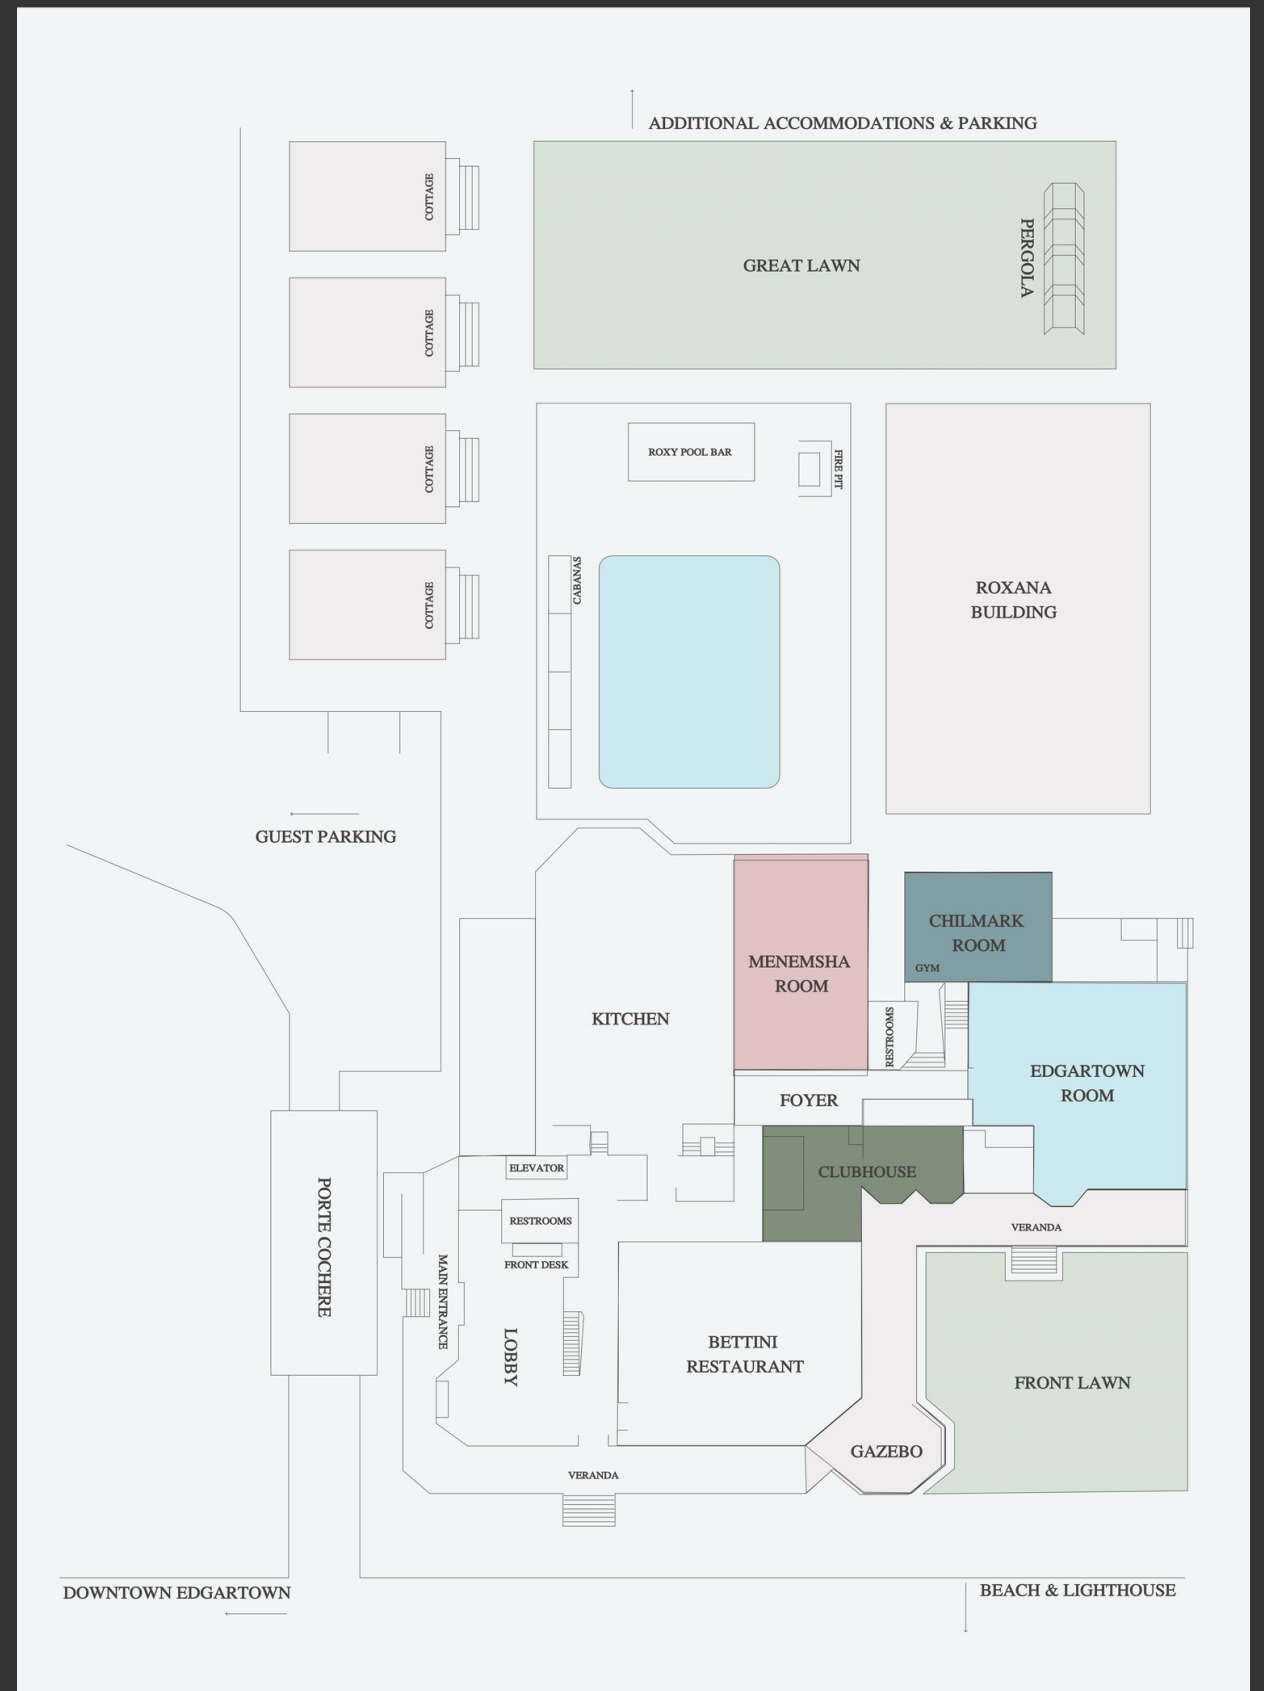 ADDITIONAL ACCOMMODATIONS & PARKING
COTTAGE
GREAT LAWN
PERGOLA
COTTAGE
COTTAGE
COTTAGE
ROXY POOL BAR
FIRE PIT
CABANAS
ROXANA
BUILDING
GUEST PARKING
MENEMSHA
ROOM
CHILMARK
ROOM
GYM
KITCHEN
RESTROOMS
EDGARTOWN
ROOM
FOYER
ELEVATOR
CLUBHOUSE
RESTROOMS
VERANDA
PORTE COCHERE
MAIN ENTRANCE
FRONT DESK
LOBBY
BETTINI
RESTAURANT
FRONT LAWN
GAZEBO
VERANDA
DOWNTOWN EDGARTOWN
BEACH & LIGHTHOUSE